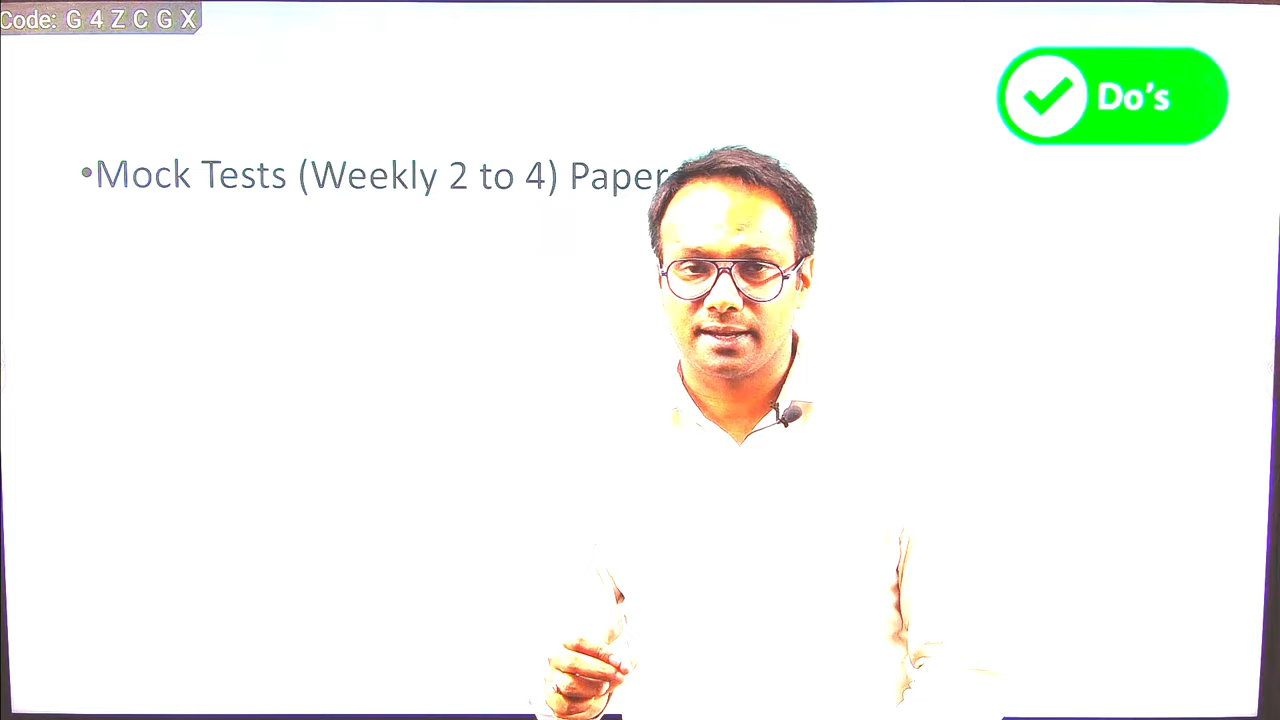 Code: G 4 Z C G X
Do's
•Mock Tests (Weekly 2 to 4) Paper